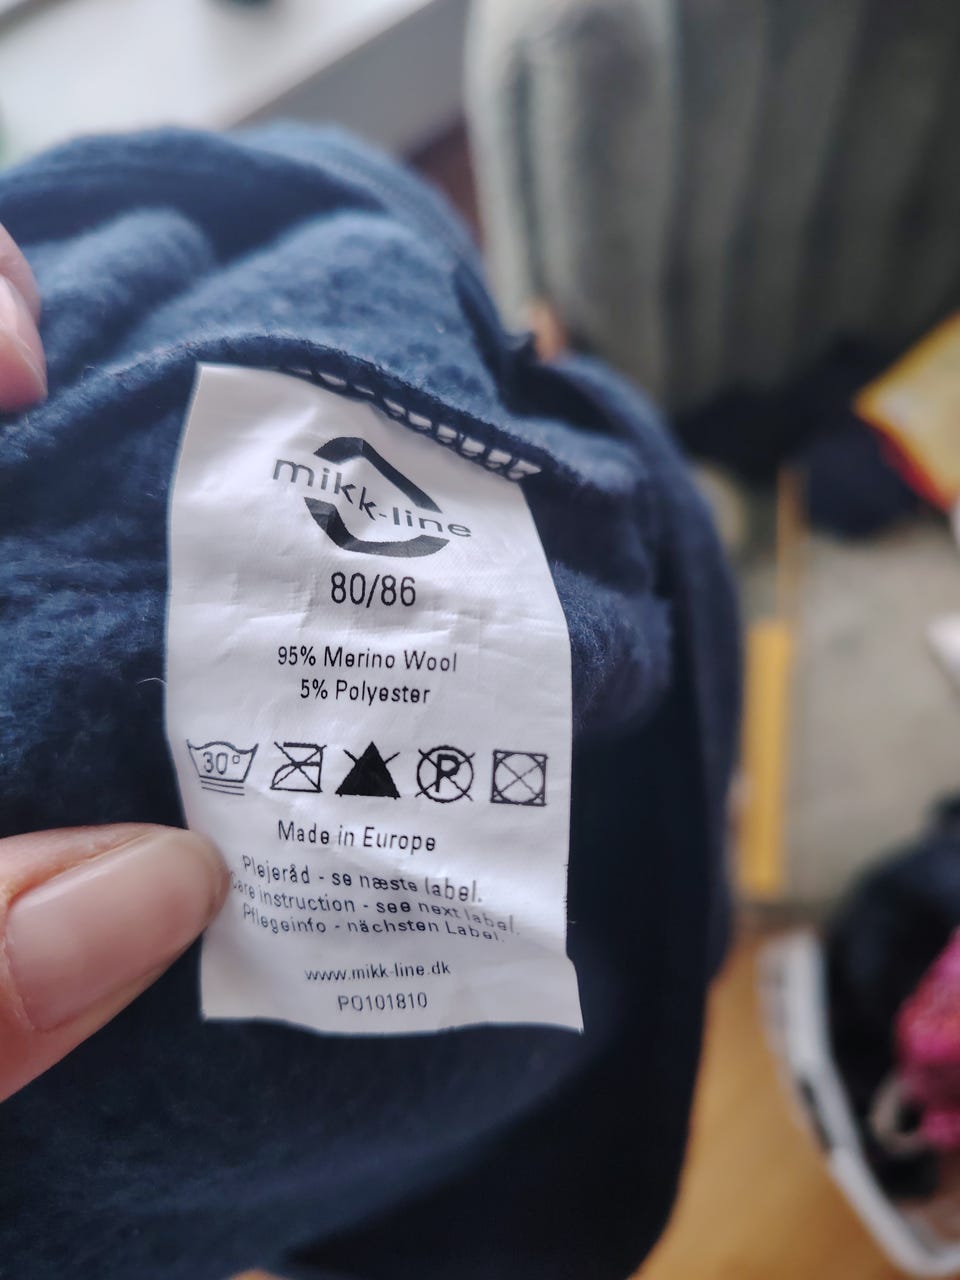 mikk-line
80/86
95% Merino Wool
5% Polyester
30°
P
Made in Europe
Plejeråd - se næste label.
care instruction - see next label.
Pflegeinfo - nächsten Label.
www.mikk-line.dk
PO101810